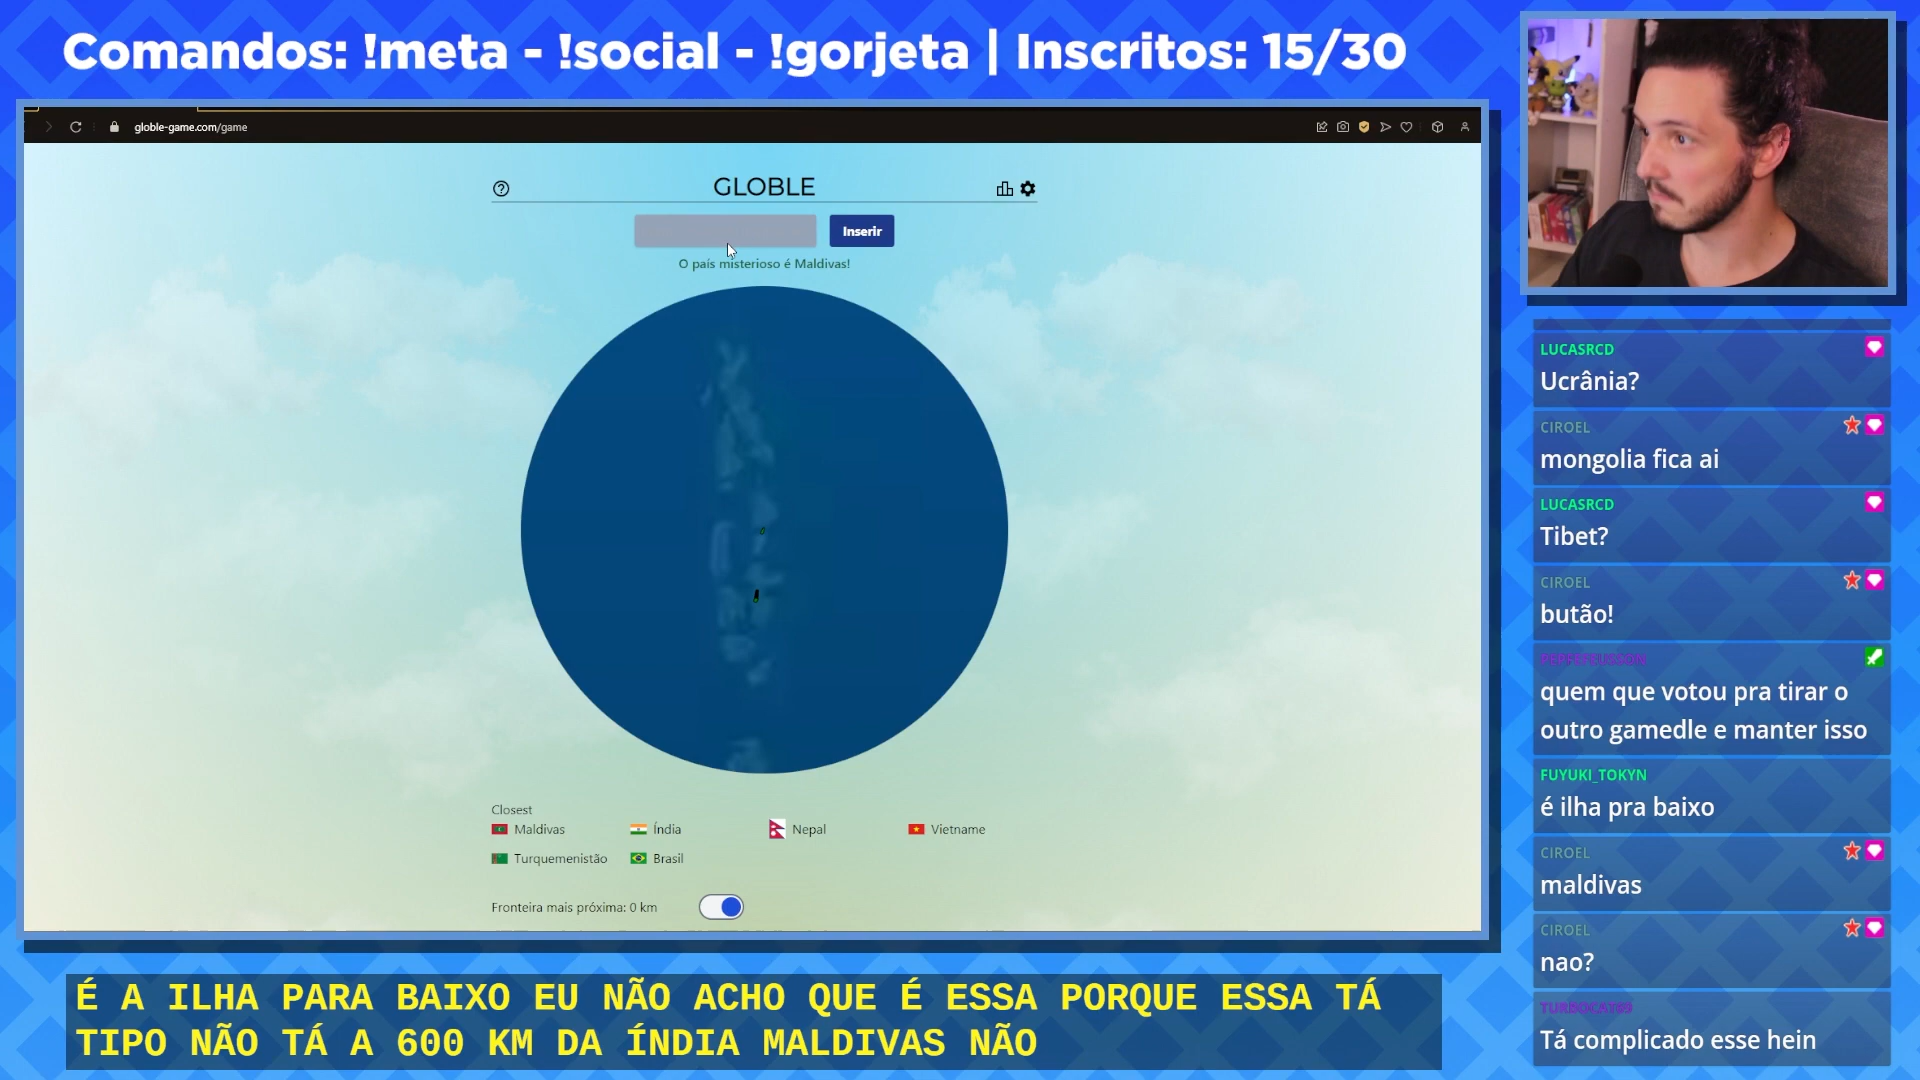 Comandos: !meta - !social - !gorjeta | Inscritos: 15/30
globle-game.com/game
GLOBLE
Inserir
O país misterioso é Maldivas!
Closest
Maldivas
Índia
Nepal
Vietname
Turquemenistão
Brasil
Fronteira mais próxima: 0 km
É A ILHA PARA BAIXO EU NÃO ACHO QUE É ESSA PORQUE ESSA TÁ
TIPO NÃO TÁ A 600 KM DA ÍNDIA MALDIVAS NÃO
LUCASRCD
Ucrânia?
CIROEL
mongolia fica ai
LUCASRCD
Tibet?
CIROEL
butão!
quem que votou pra tirar o
outro gamedle e manter isso
FUYUKI_TOKYN
é ilha pra baixo
CIROEL
maldivas
CIROEL
nao?
Tá complicado esse hein